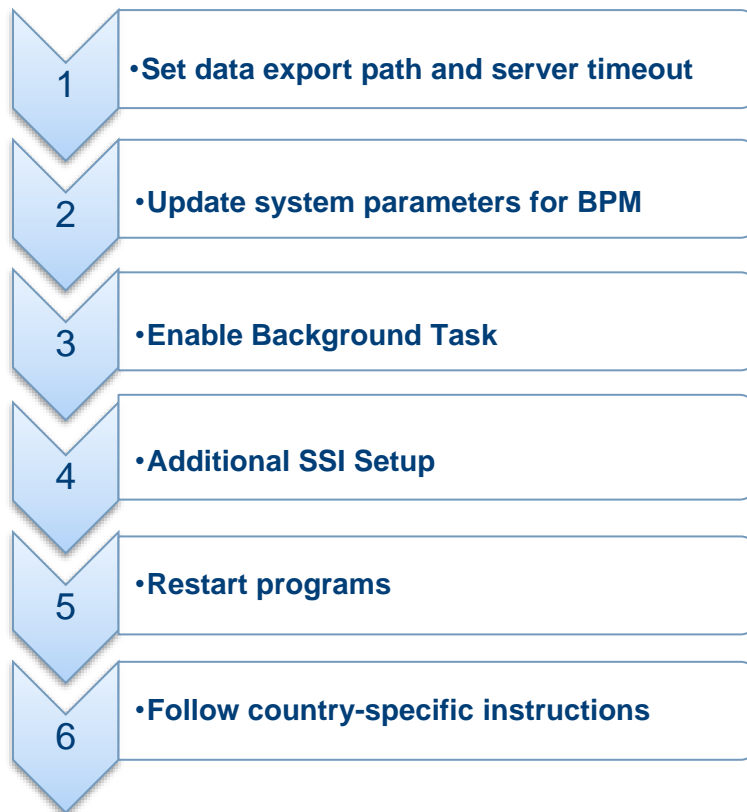 1
•Set data export path and server timeout
2
•Update system parameters for BPM
3
•Enable Background Task
4
•Additional SSI Setup
5
•Restart programs
6
•Follow country-specific instructions